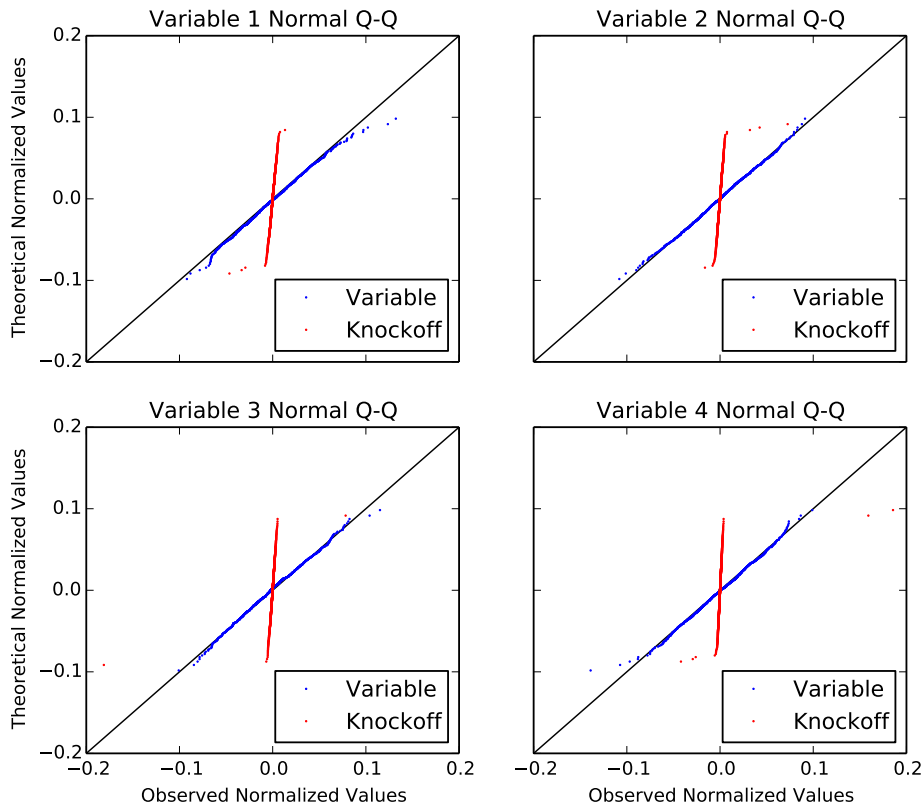 Variable 1 Normal Q-Q
Variable 2 Normal Q-Q
Theoretical Normalized Values
0.2
0.1
0.0
−0.1
−0.2
Variable
Knockoff
Variable
Knockoff
Variable 3 Normal Q-Q
Variable 4 Normal Q-Q
Theoretical Normalized Values
0.2
0.1
0.0
−0.1
−0.2
Variable
Knockoff
Variable
Knockoff
−0.2 −0.1 0.0 0.1 0.2
−0.1 0.0 0.1 0.2
Observed Normalized Values
Observed Normalized Values